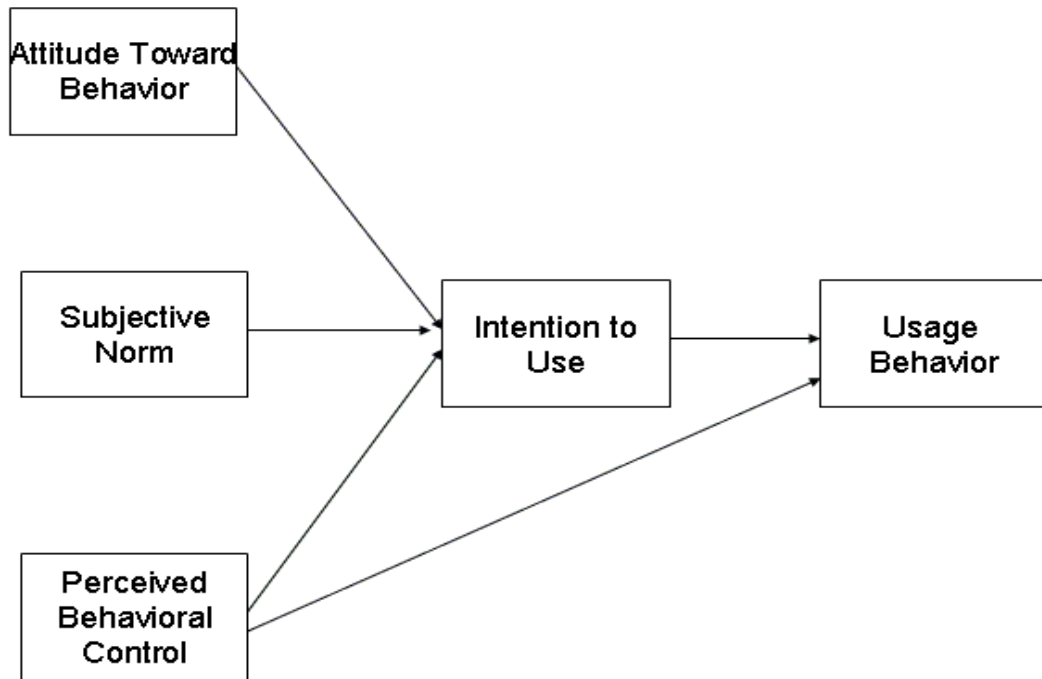 Attitude Toward
Behavior
Subjective
Norm
Intention to
Use
Usage
Behavior
Perceived
Behavioral
Control